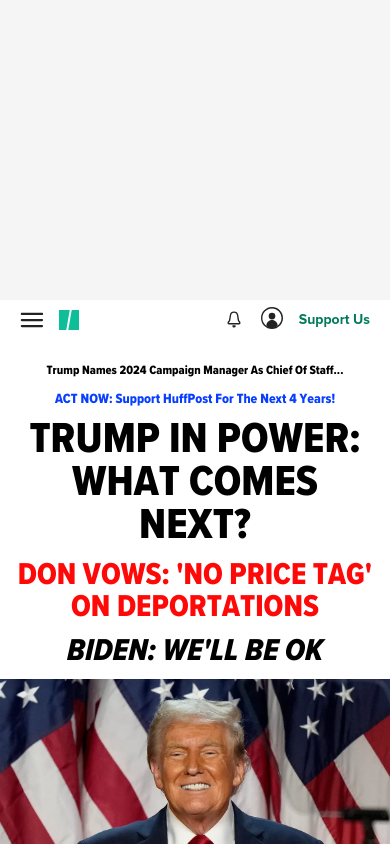 Support Us
Trump Names 2024 Campaign Manager As Chief Of Staff...
ACT NOW: Support HuffPost For The Next 4 Years!
TRUMP IN POWER:
WHAT COMES
NEXT?
DON VOWS: 'NO PRICE TAG'
ON DEPORTATIONS
BIDEN: WE'LL BE OK